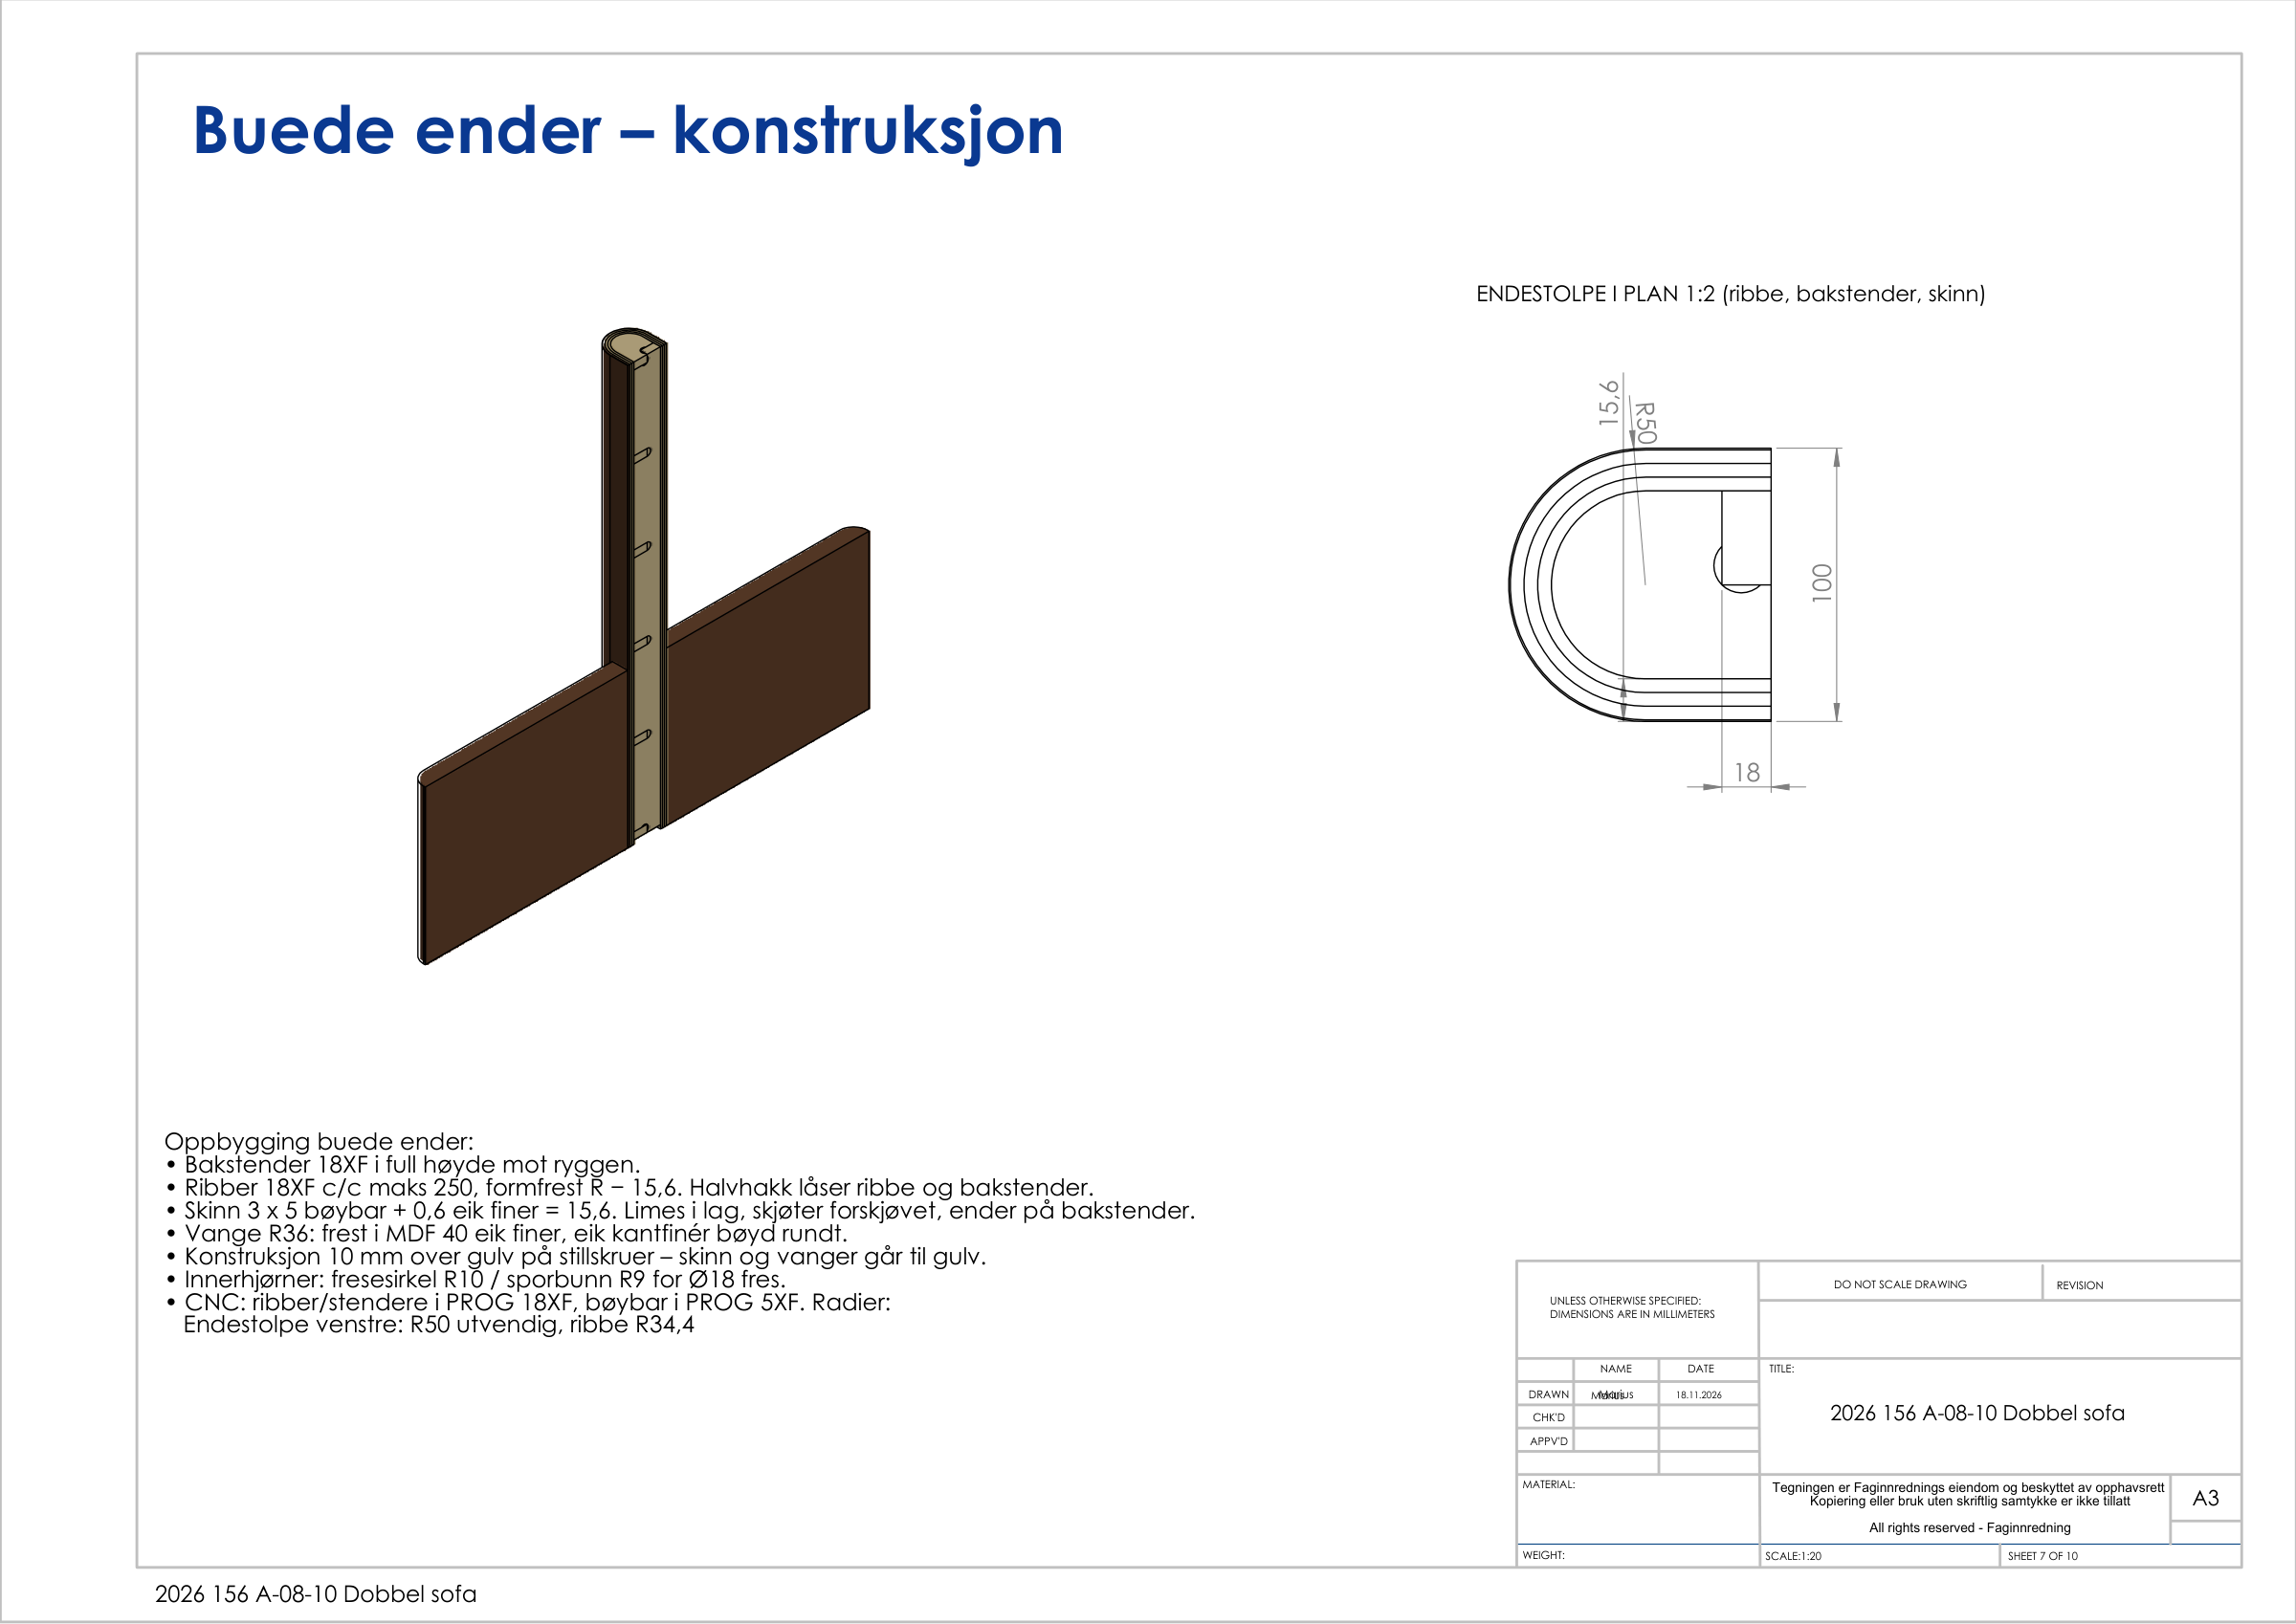 Buede ender – konstruksjon
ENDESTOLPE I PLAN 1:2 (ribbe, bakstender, skinn)
15,6
R50
100
18
Oppbygging buede ender:
• Bakstender 18XF i full høyde mot ryggen.
• Ribber 18XF c/c maks 250, formfrest R − 15,6. Halvhakk låser ribbe og bakstender.
• Skinn 3 x 5 bøybar + 0,6 eik finer = 15,6. Limes i lag, skjøter forskjøvet, ender på bakstender.
• Vange R36: frest i MDF 40 eik finer, eik kantfinér bøyd rundt.
• Konstruksjon 10 mm over gulv på stillskruer – skinn og vanger går til gulv.
• Innerhjørner: fresesirkel R10 / sporbunn R9 for Ø18 fres.
• CNC: ribber/stendere i PROG 18XF, bøybar i PROG 5XF. Radier:
Endestolpe venstre: R50 utvendig, ribbe R34,4
UNLESS OTHERWISE SPECIFIED:
DIMENSIONS ARE IN MILLIMETERS
DO NOT SCALE DRAWING
REVISION
NAME
DATE
TITLE:
DRAWN
Marius
18.11.2026
CHK'D
APPV'D
2026 156 A-08-10 Dobbel sofa
MATERIAL:
Tegningen er Faginnrednings eiendom og beskyttet av opphavsrett
Kopiering eller bruk uten skriftlig samtykke er ikke tillatt
All rights reserved - Faginnredning
A3
WEIGHT:
SCALE:1:20
SHEET 7 OF 10
2026 156 A-08-10 Dobbel sofa